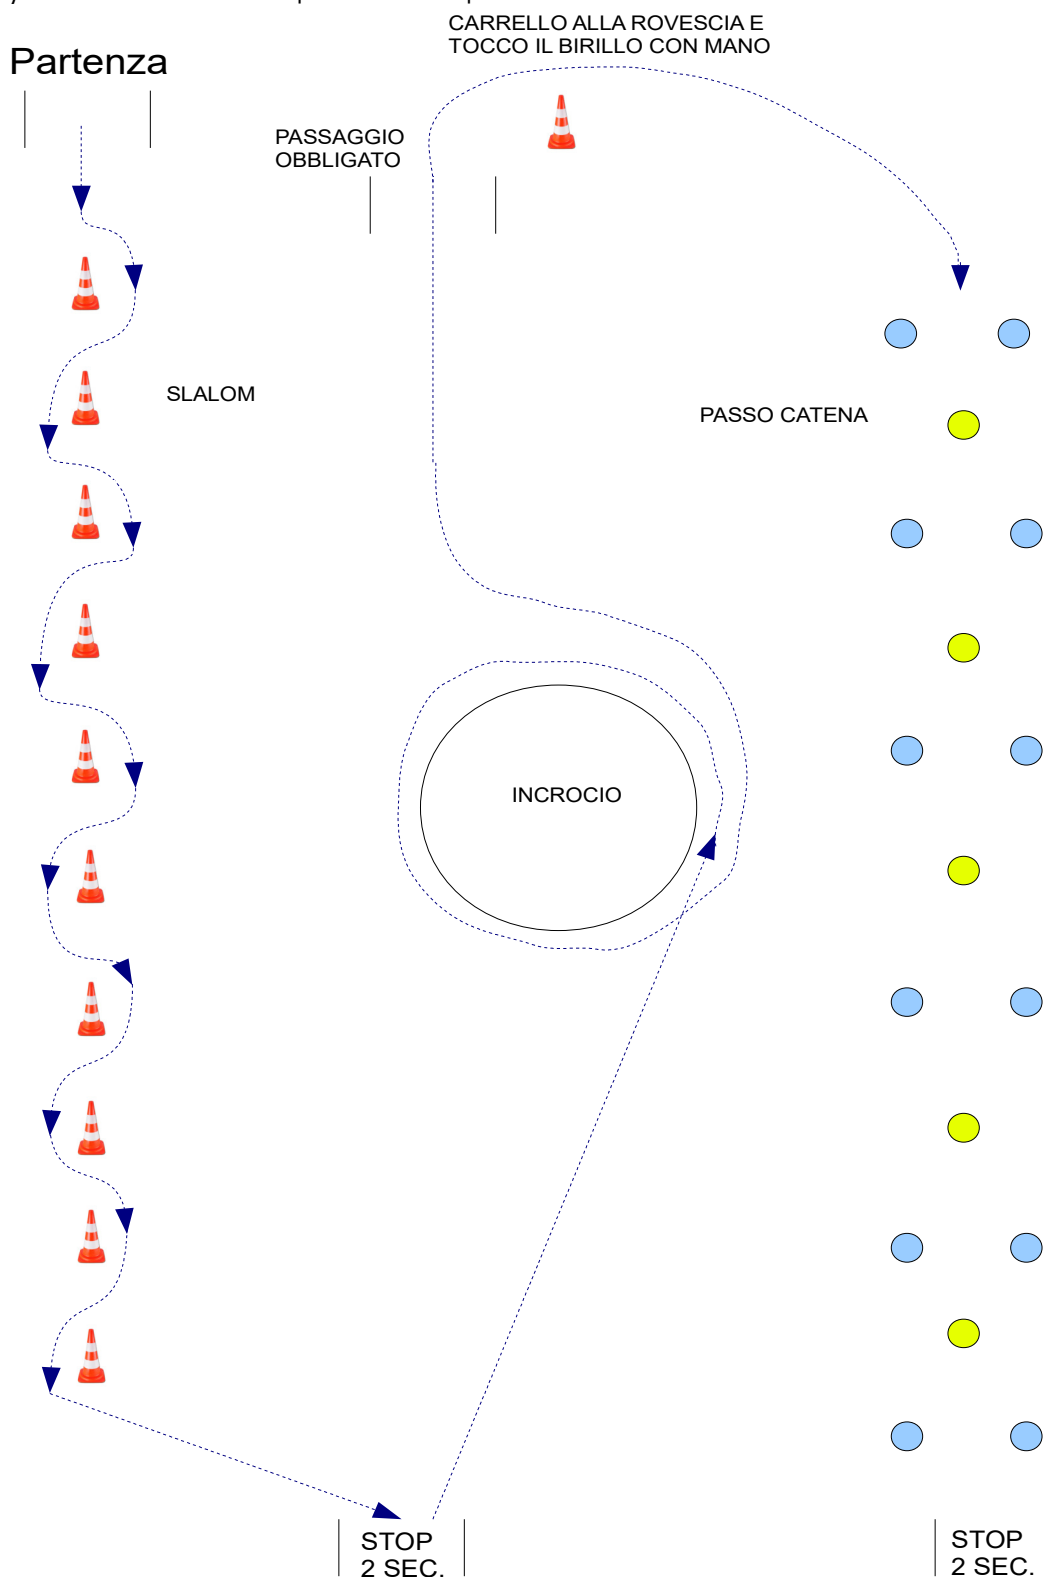 CARRELLO ALLA ROVESCIA E
TOCCO IL BIRILLO CON MANO
Partenza
PASSAGGIO
OBBLIGATO
SLALOM
PASSO CATENA
INCROCIO
STOP
2 SEC.
STOP
2 SEC.